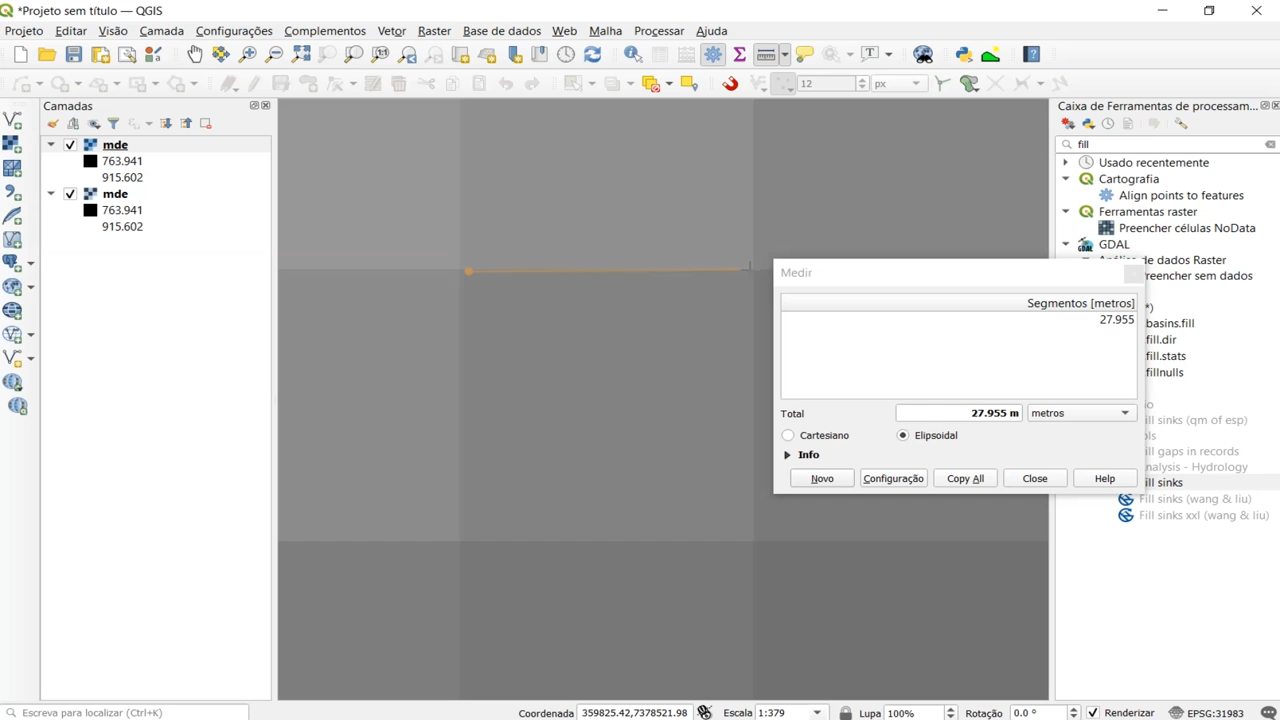 *Projeto sem título — QGIS
Projeto Editar Visão Camada Configurações Complementos Vetor Raster Base de dados Web Malha Processar Ajuda
12 px
Camadas
mde
763.941
915.602
mde
763.941
915.602
Caixa de Ferramentas de processam...
fill
Usado recentemente
Cartografia
Align points to features
Ferramentas raster
Preencher células NoData
GDAL
Análise de dados Raster
reencher sem dados
*)
basins.fill
fill.dir
fill.stats
fillnulls
Fill sinks (qm of esp)
ill gaps in records
nalysis - Hydrology
ill sinks
Fill sinks (wang & liu)
Fill sinks xxl (wang & liu)
Medir
Segmentos [metros]
27.955
Total 27.955 m metros
Cartesiano Elipsoidal
Info
Novo Configuração Copy All Close Help
Escreva para localizar (Ctrl+K) Coordenada 359825.42,7378521.98 Escala 1:379 Lupa 100% Rotação 0.0 ° Renderizar EPSG:31983